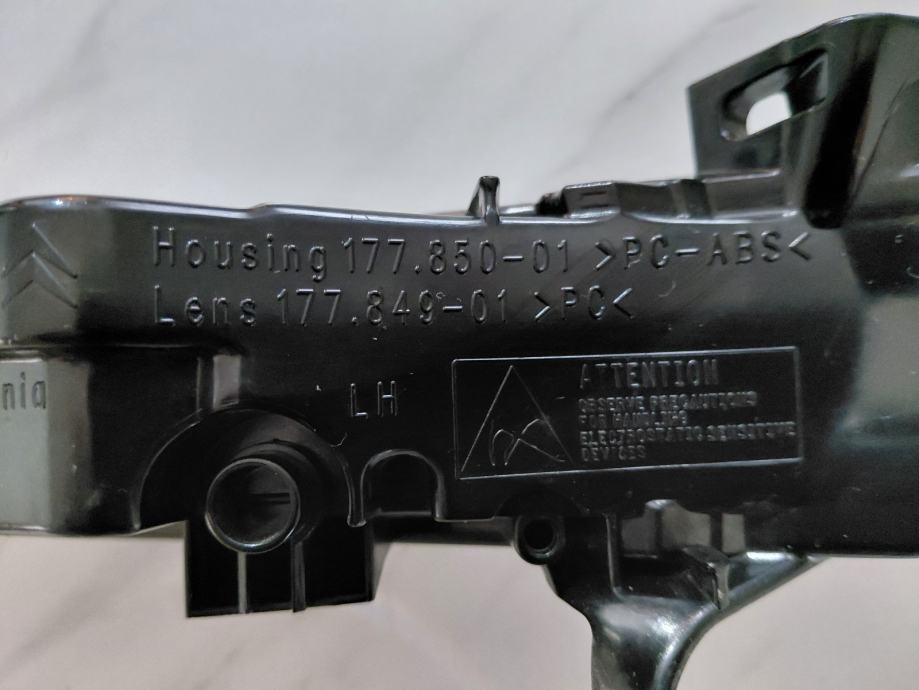 Housing 177.850-01 >PC-ABS<
Lens 177.849-01 >PC<
nia
LH
ATTENTION
OBSERVE PRECAUTIONS
FOR HANDLING
ELECTROSTATIC SENSITIVE
DEVICES